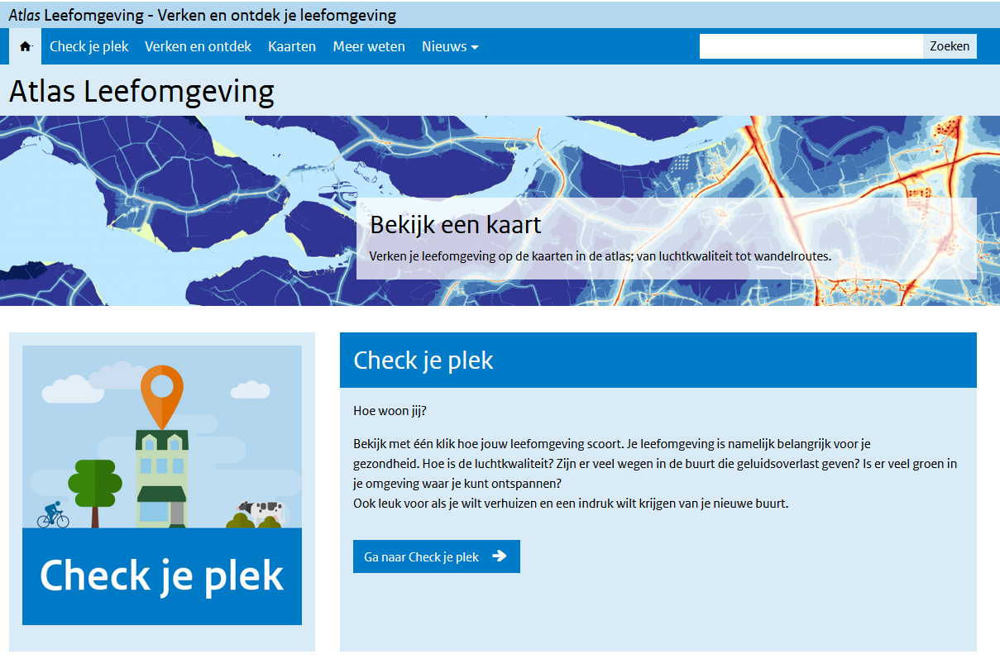 Atlas Leefomgeving - Verken en ontdek je leefomgeving
Check je plek
Verken en ontdek
Kaarten
Meer weten
Nieuws
Zoeken
Atlas Leefomgeving
Bekijk een kaart
Verken je leefomgeving op de kaarten in de atlas; van luchtkwaliteit tot wandelroutes.
Check je plek
Check je plek
Hoe woon jij?
Bekijk met één klik hoe jouw leefomgeving scoort. Je leefomgeving is namelijk belangrijk voor je
gezondheid. Hoe is de luchtkwaliteit? Zijn er veel wegen in de buurt die geluidsoverlast geven? Is er veel groen in
je omgeving waar je kunt ontspannen?
Ook leuk voor als je wilt verhuizen en een indruk wilt krijgen van je nieuwe buurt.
Ga naar Check je plek